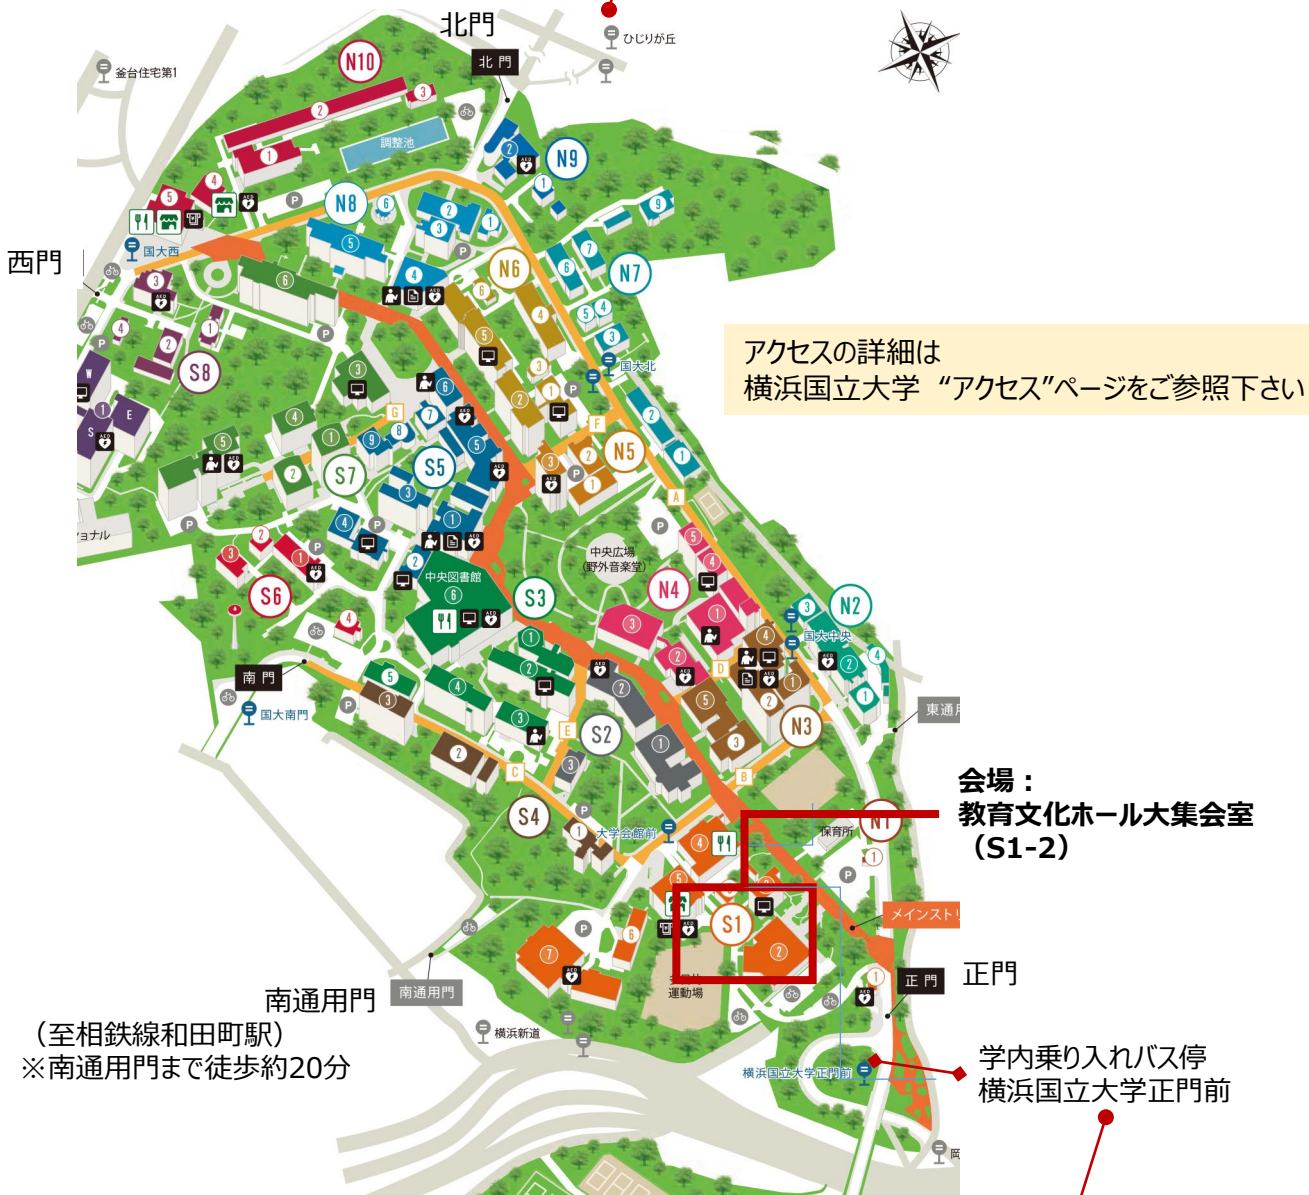 北門
ひじりが丘
釜台住宅第1
北 門
N10
調整池
N9
N8
国大西
西門
N6
N7
アクセスの詳細は
横浜国立大学 “アクセス”ページをご参照下さい
国大北
S8
W
E
S
G
F
N5
S7
S5
A
ショナル
中央広場
(野外音楽堂)
中央図書館
N4
N2
S6
S3
国大中央
D
南 門
国大南門
E
S2
N3
B
C
S4
会場：
教育文化ホール大集会室
（S1-2）
大学会館前
保育所
N1
S1
メインスト
運動場
正 門
正門
南通用門
南通用門
（至相鉄線和田町駅）
※南通用門まで徒歩約20分
横浜新道
横浜国立大学正門前
学内乗り入れバス停
横浜国立大学正門前